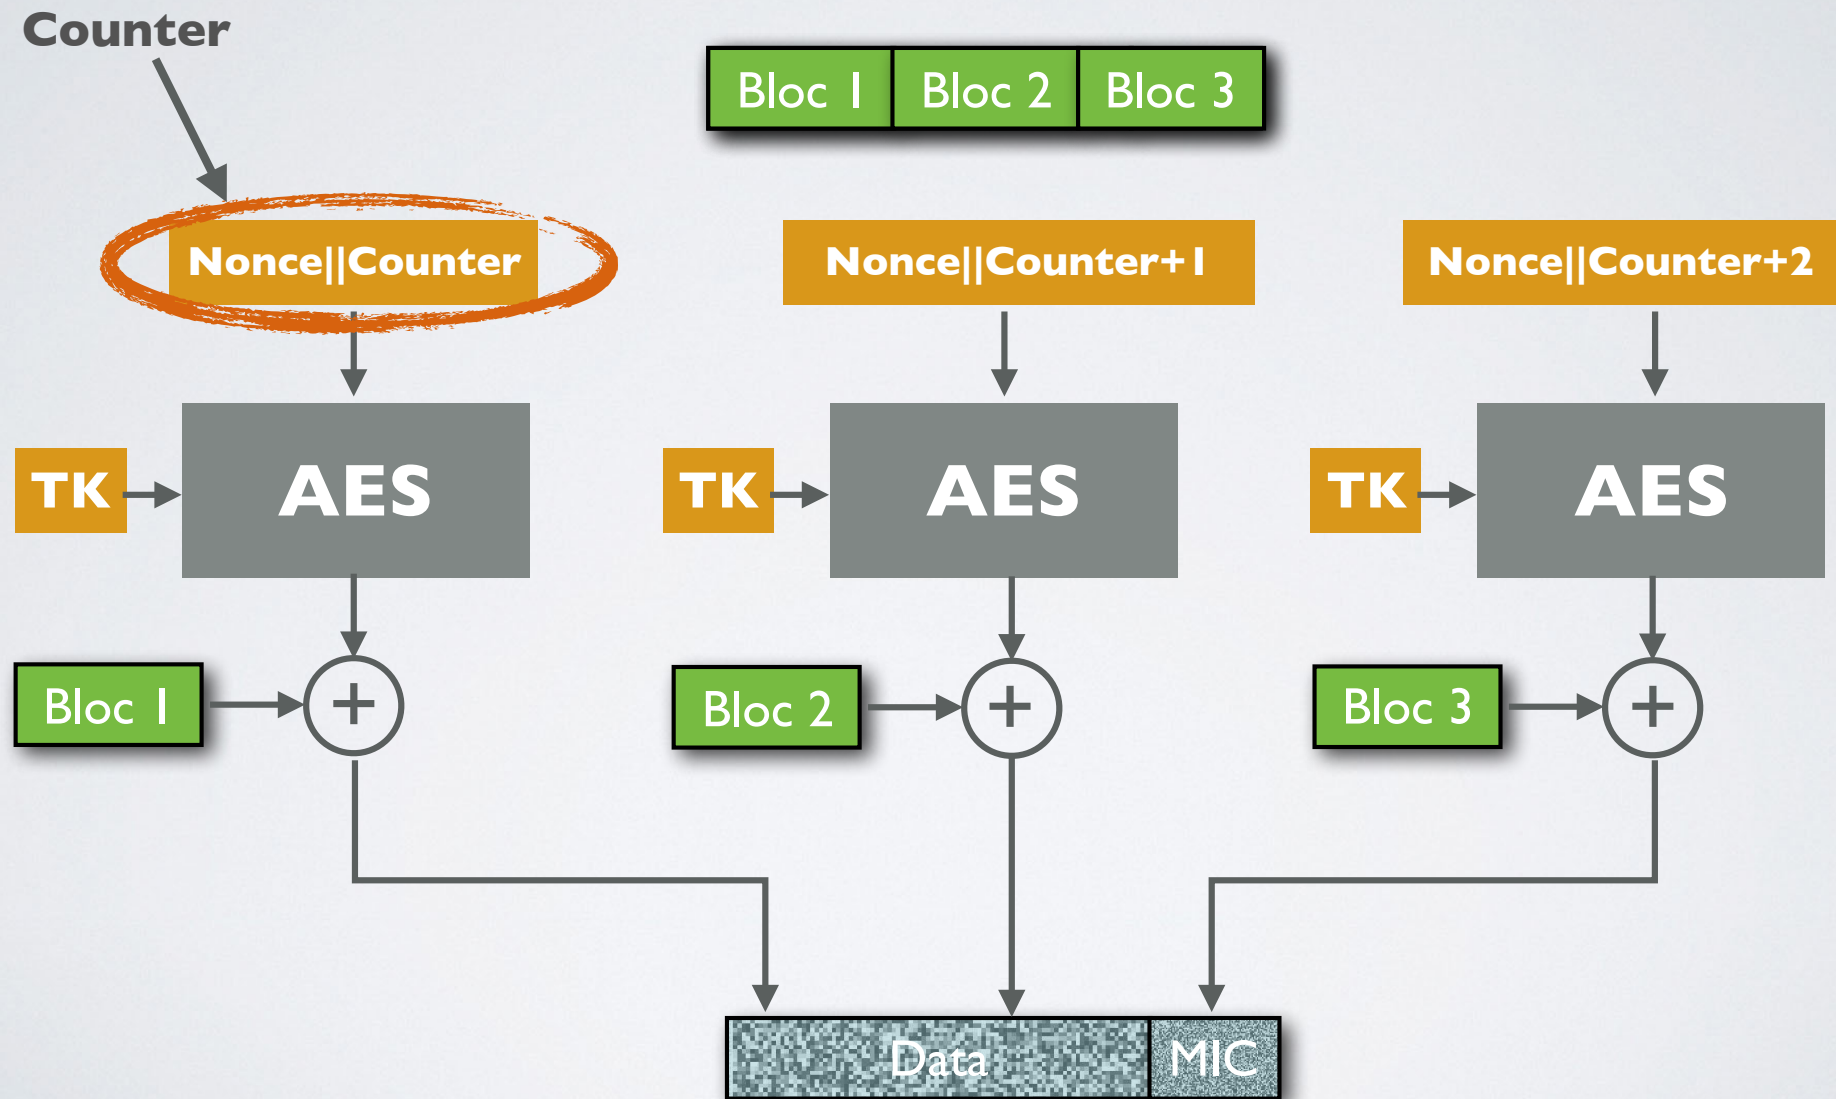 Counter
Bloc 1 Bloc 2 Bloc 3
Nonce||Counter
Nonce||Counter+1
Nonce||Counter+2
TK
AES
TK
AES
TK
AES
Bloc 1
+
Bloc 2
+
Bloc 3
+
Data
MIC